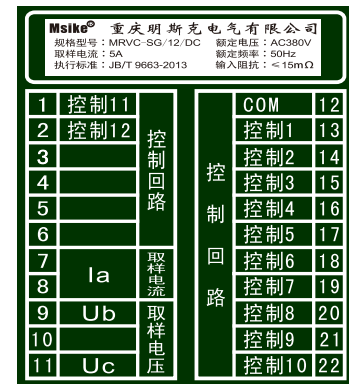 Msike® 重庆明斯克电气有限公司
规格型号：MRVC-SG/12/DC 额定电压：AC380V
取样电流：5A 额定频率：50Hz
执行标准：JB/T 9663-2013 输入阻抗：≤15mΩ
1 控制11
2 控制12
3
4
5
6
控制回路
7
8
Ia
取样电流
9 Ub
10
11 Uc
取样电压
控制回路
COM 12
控制1 13
控制2 14
控制3 15
控制4 16
控制5 17
控制6 18
控制7 19
控制8 20
控制9 21
控制10 22